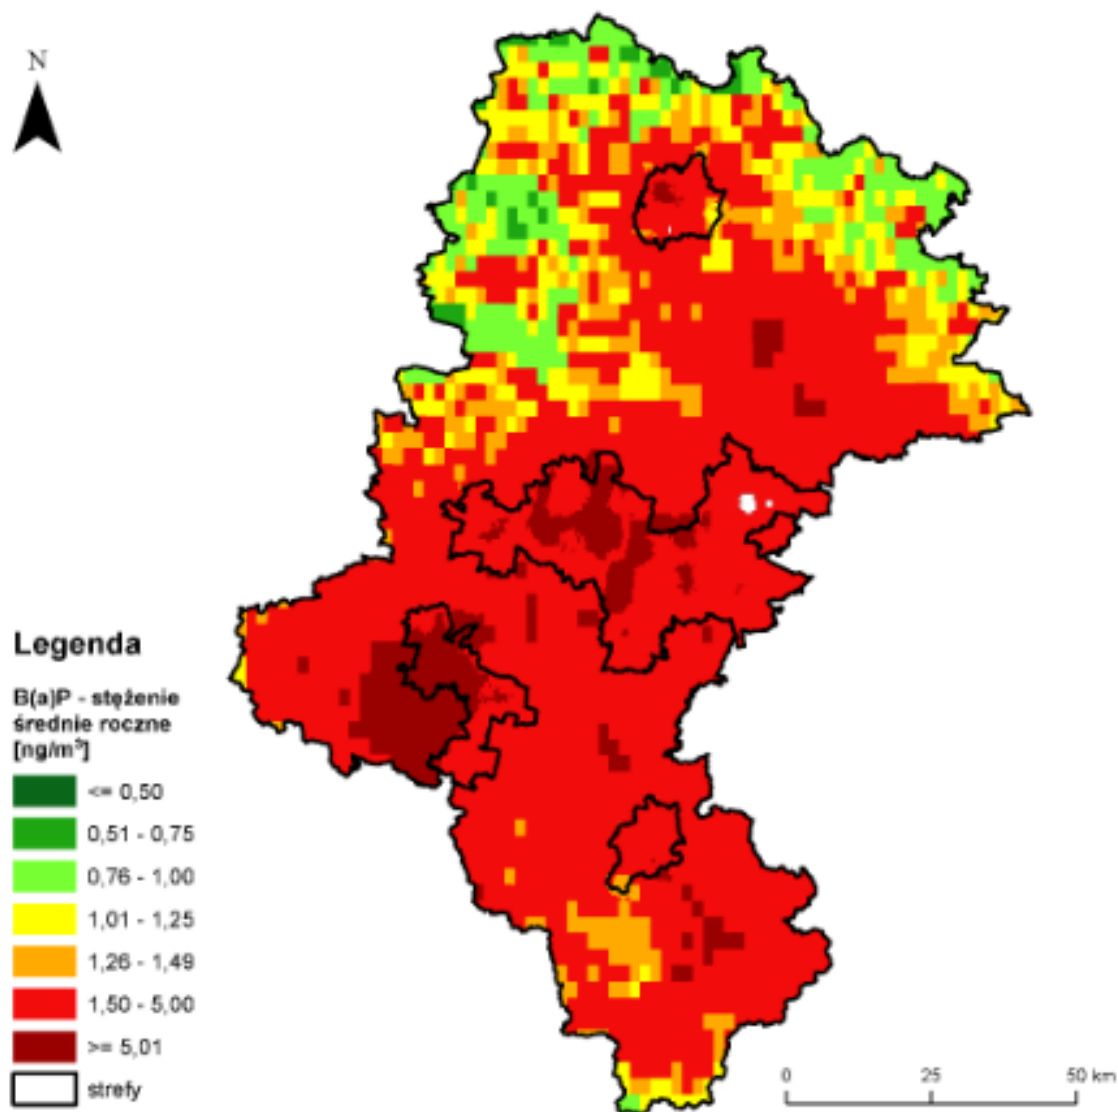 N
Legenda
B(a)P - stężenie
średnie roczne
[ng/m³]
<= 0,50
0,51 - 0,75
0,76 - 1,00
1,01 - 1,25
1,26 - 1,49
1,50 - 5,00
>= 5,01
strefy
0 25 50 km